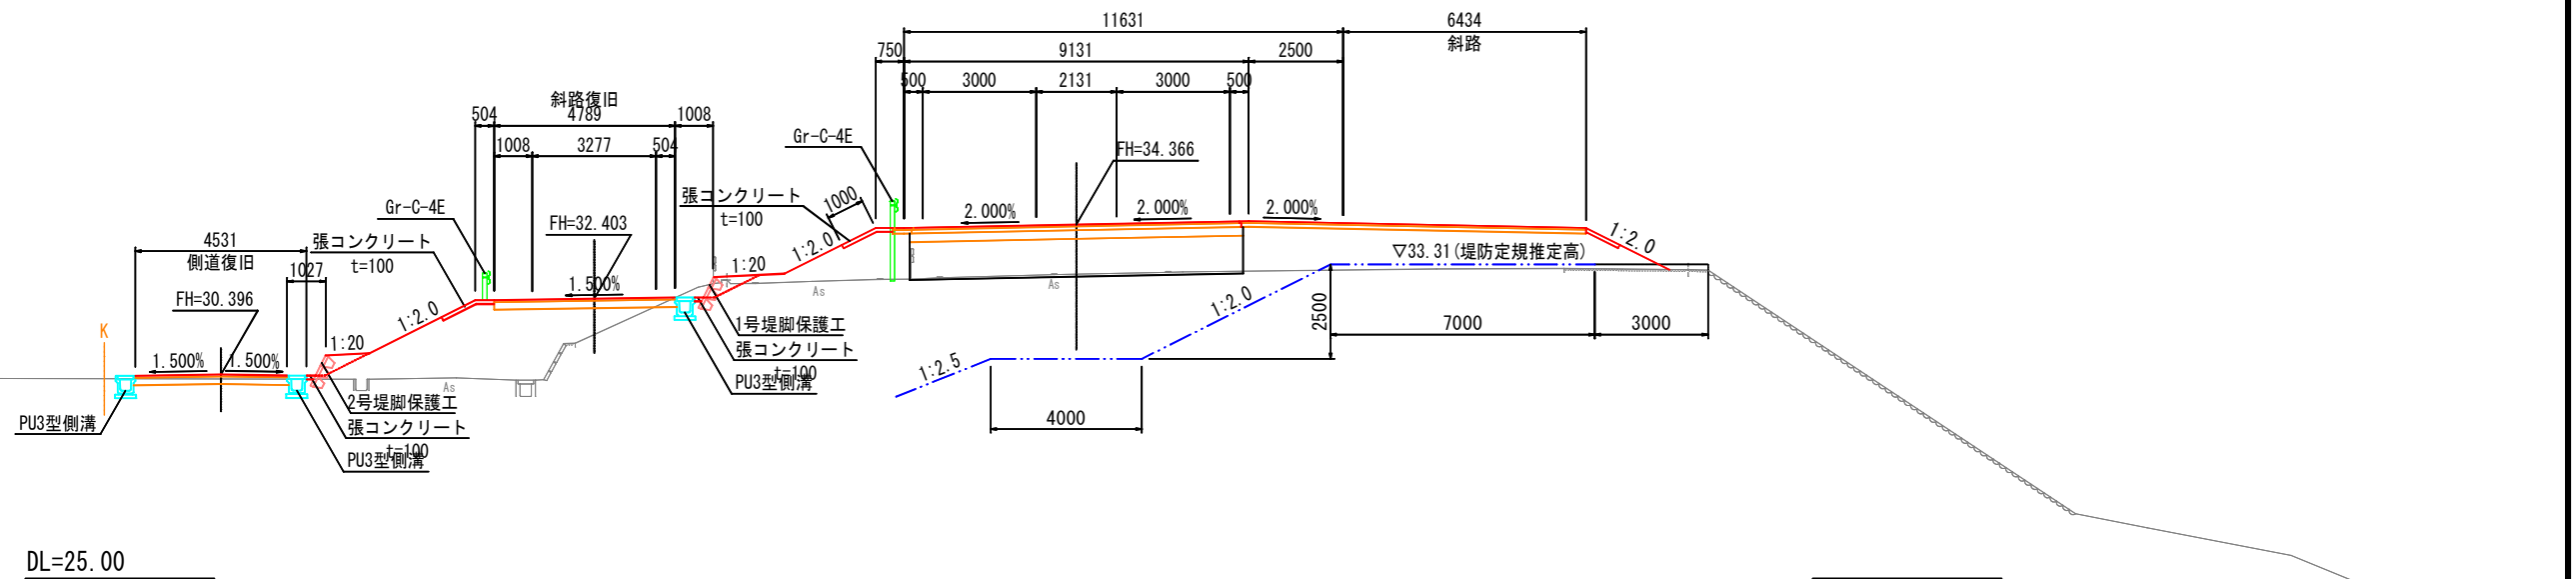 11631
6434
斜路
750
9131
2500
500
3000
2131
3000
500
斜路復旧
504
4789
1008
1008
3277
504
Gr-C-4E
FH=34.366
張コンクリート
t=100
1000
2.000%
2.000%
2.000%
Gr-C-4E
FH=32.403
1:2.0
1:2.0
▽33.31(堤防定規推定高)
4531
側道復旧
1027
張コンクリート
t=100
1:20
As
As
1.500%
FH=30.396
1:2.0
1:2.0
2500
7000
3000
K
1号堤脚保護工
張コンクリート
t=100
PU3型側溝
1:20
1.500%
1.500%
As
1:2.5
2号堤脚保護工
張コンクリート
t=100
PU3型側溝
PU3型側溝
4000
DL=25.00